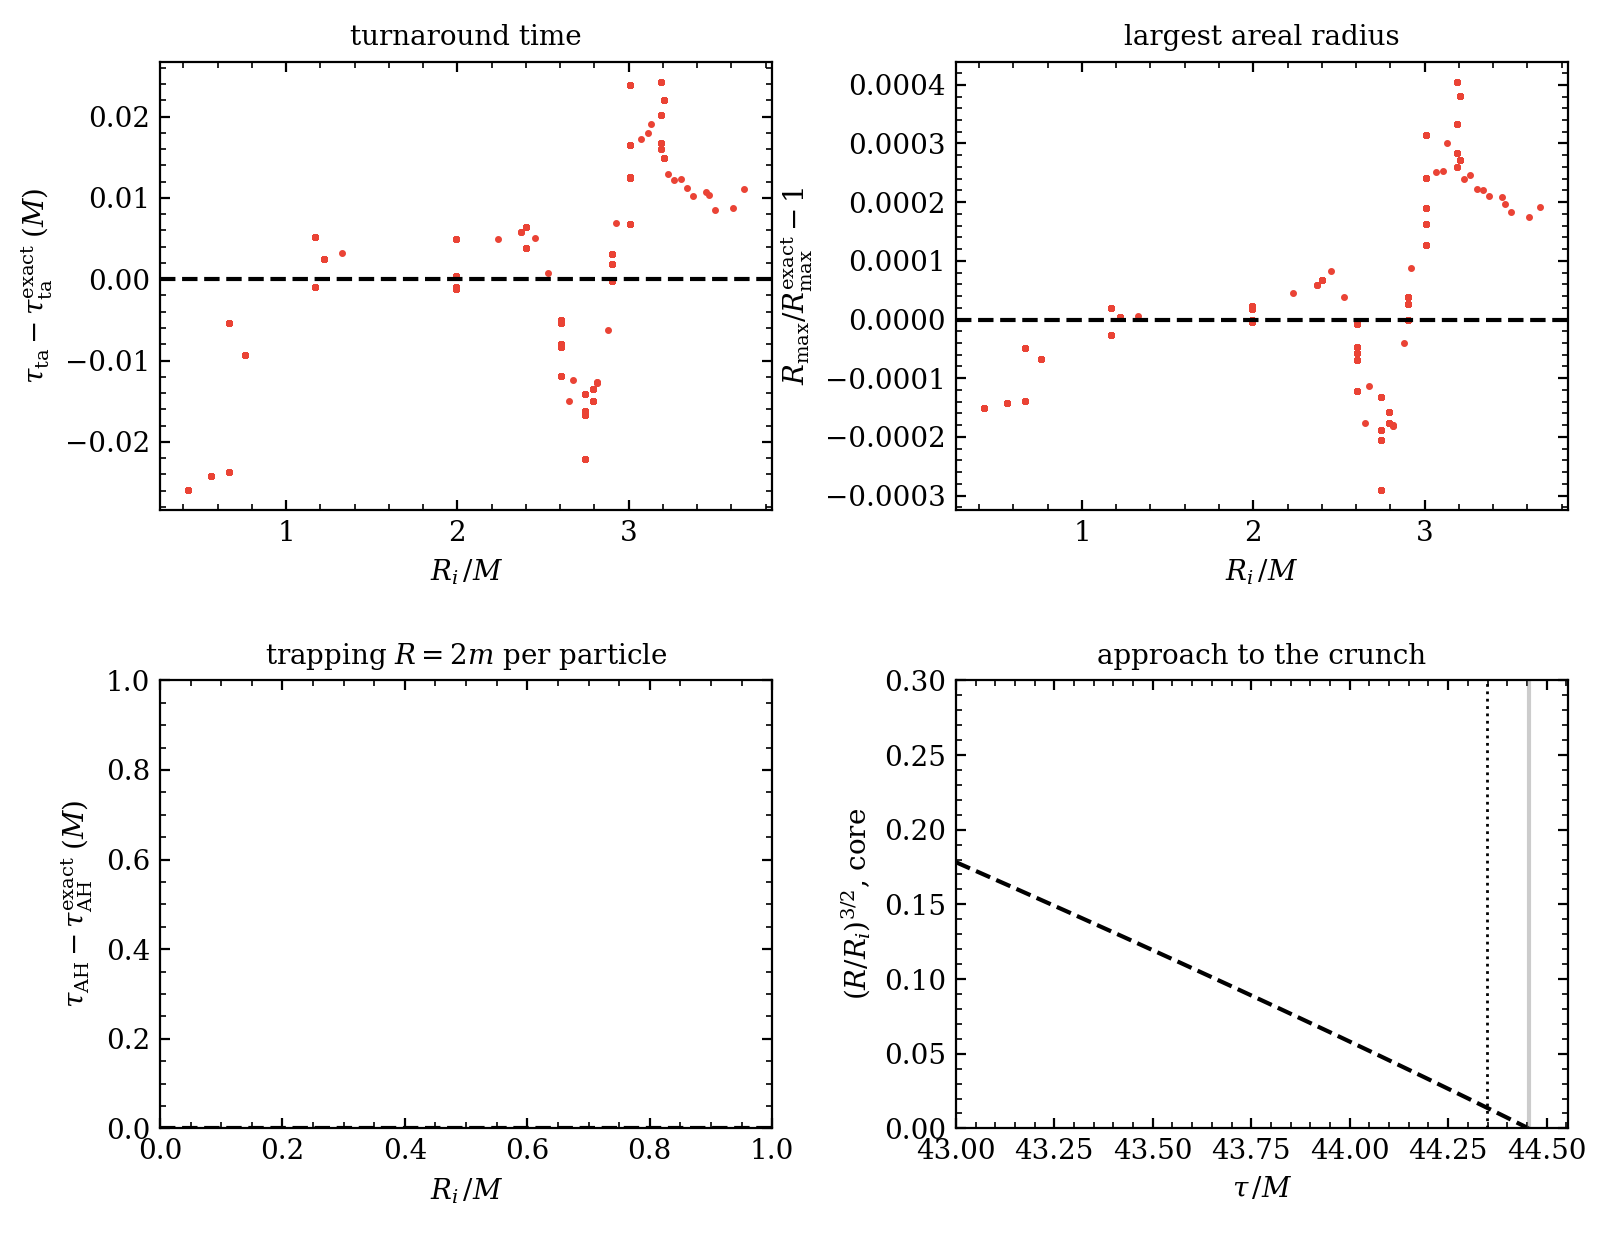 turnaround time
0.02
0.01
0.00
−0.01
−0.02
τ_ta − τ_ta^exact (M)
1 2 3
R_i/M
largest areal radius
0.0004
0.0003
0.0002
0.0001
0.0000
−0.0001
−0.0002
−0.0003
R_max/R_max^exact − 1
1 2 3
R_i/M
trapping R = 2m per particle
1.0
0.8
0.6
0.4
0.2
0.0
τ_AH − τ_AH^exact (M)
0.0 0.2 0.4 0.6 0.8 1.0
R_i/M
approach to the crunch
0.30
0.25
0.20
0.15
0.10
0.05
0.00
(R/R_i)^3/2, core
43.00 43.25 43.50 43.75 44.00 44.25 44.50
τ/M